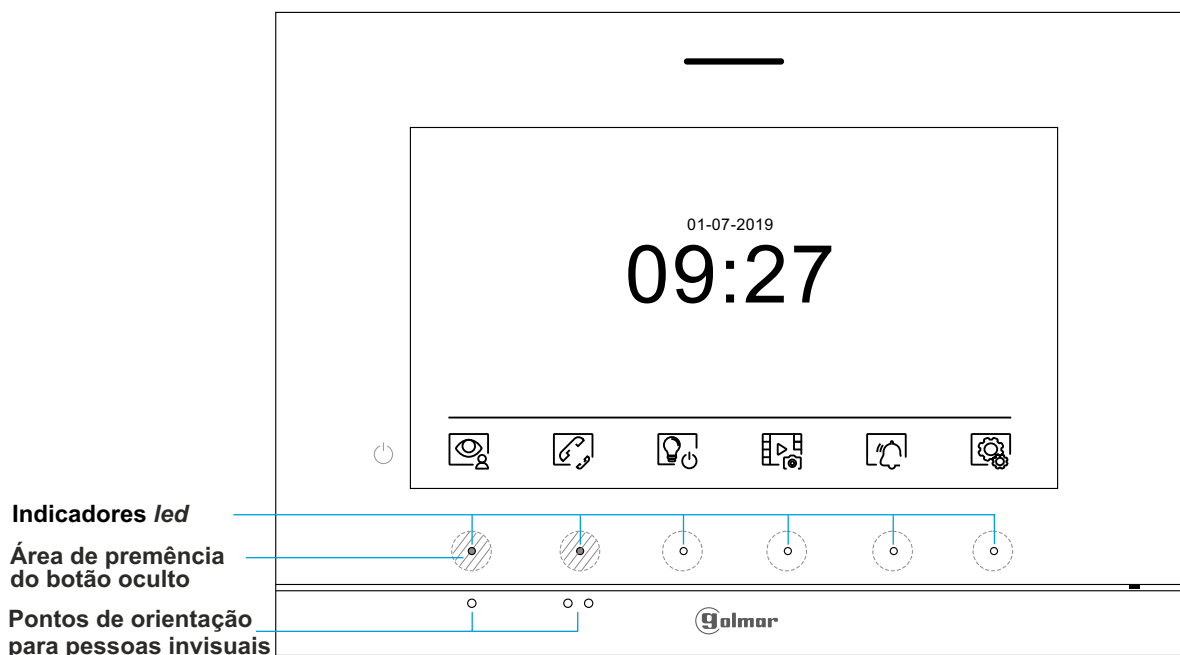 01-07-2019
09:27
Indicadores led
Área de premência
do botão oculto
Pontos de orientação
para pessoas invisuais
golmar